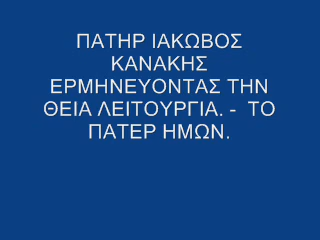 ΠΑΤΗΡ ΙΑΚΩΒΟΣ
ΚΑΝΑΚΗΣ
ΕΡΜΗΝΕΥΟΝΤΑΣ ΤΗΝ
ΘΕΙΑ ΛΕΙΤΟΥΡΓΙΑ. - ΤΟ
ΠΑΤΕΡ ΗΜΩΝ.